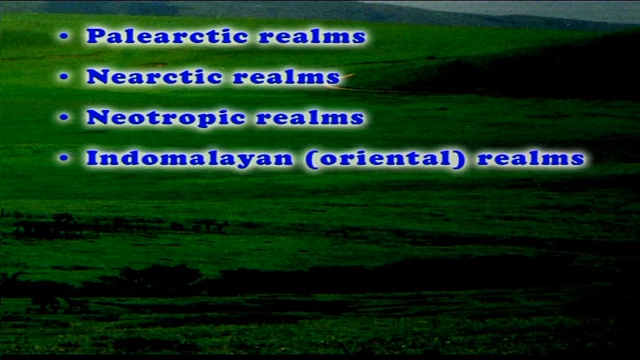 • Palearctic realms
• Nearctic realms
• Neotropic realms
• Indomalayan (oriental) realms